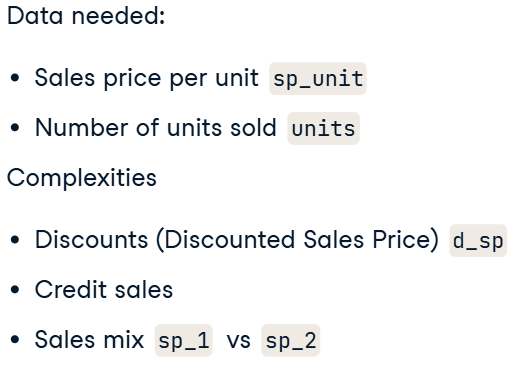 Data needed:
• Sales price per unit sp_unit
• Number of units sold units
Complexities
• Discounts (Discounted Sales Price) d_sp
• Credit sales
• Sales mix sp_1 vs sp_2